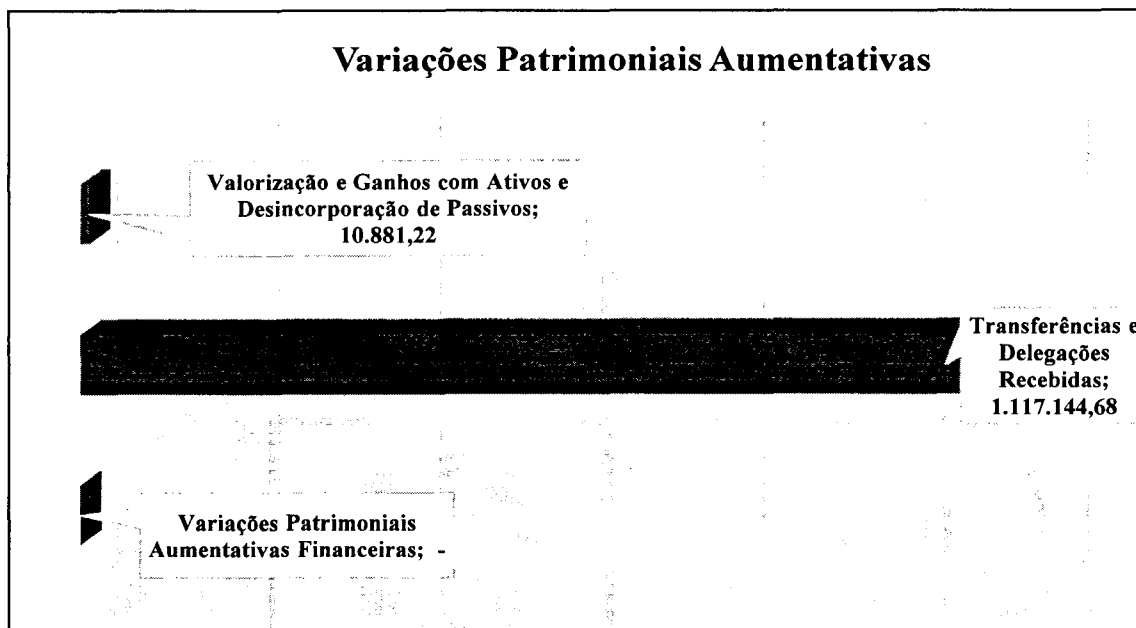 Variações Patrimoniais Aumentativas
Valorização e Ganhos com Ativos e
Desincorporação de Passivos;
10.881,22
Transferências e
Delegações
Recebidas;
1.117.144,68
Variações Patrimoniais
Aumentativas Financeiras; -